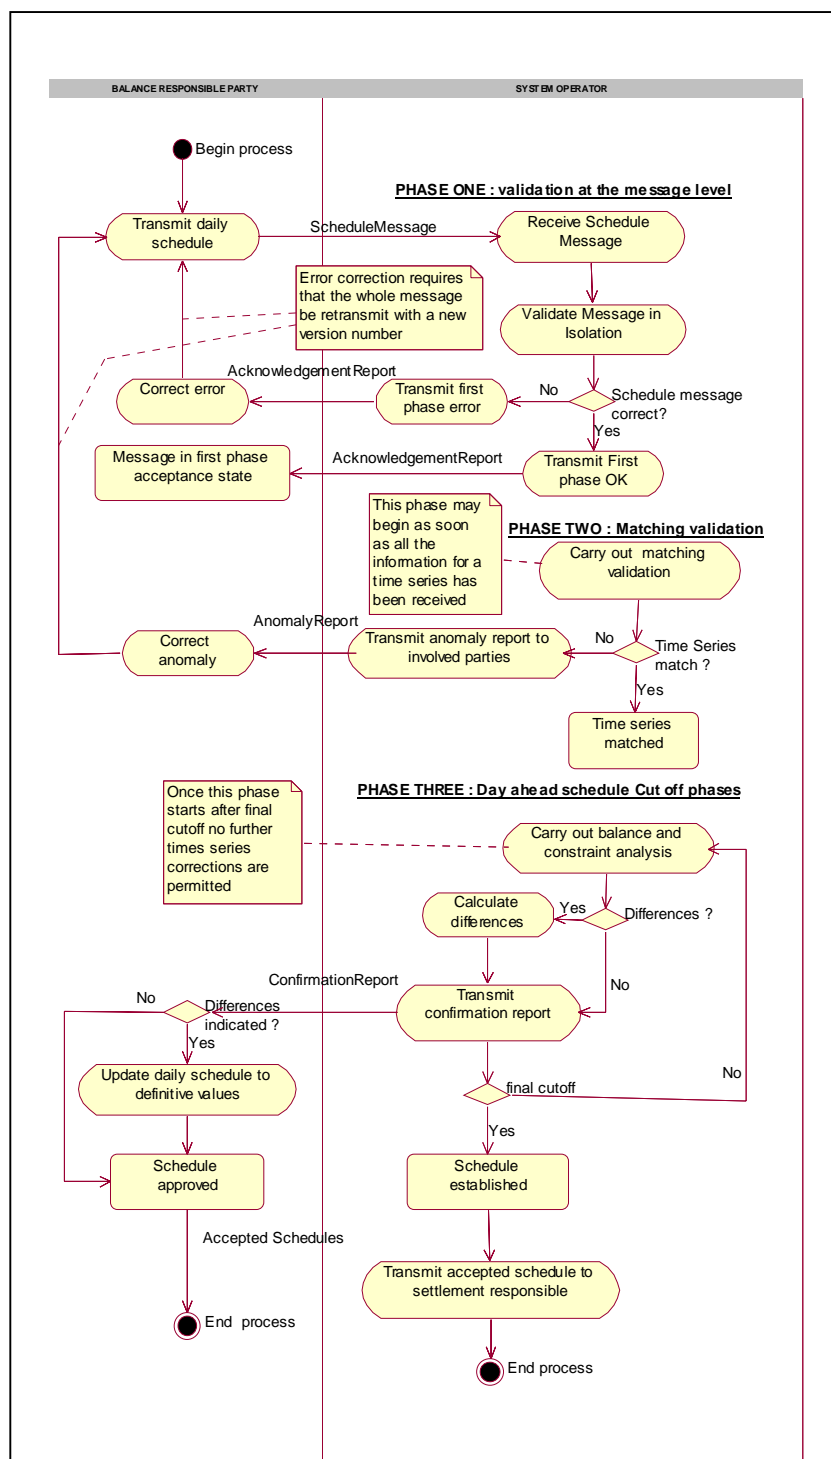 BALANCE RESPONSIBLE PARTY
SYSTEM OPERATOR
Begin process
PHASE ONE : validation at the message level
Transmit daily
schedule
ScheduleMessage
Receive Schedule
Message
Error correction requires
that the whole message
be retransmit with a new
version number
Validate Message in
Isolation
AcknowledgementReport
Correct error
Transmit first
phase error
No
Schedule message
correct?
Yes
Message in first phase
acceptance state
AcknowledgementReport
Transmit First
phase OK
This phase may
begin as soon
as all the
information for a
time series has
been received
PHASE TWO : Matching validation
Carry out matching
validation
AnomalyReport
Correct
anomaly
Transmit anomaly report to
involved parties
No
Time Series
match ?
Yes
Time series
matched
Once this phase
starts after final
cutoff no further
times series
corrections are
permitted
PHASE THREE : Day ahead schedule Cut off phases
Carry out balance and
constraint analysis
Calculate
differences
Yes
Differences ?
No
ConfirmationReport
Transmit
confirmation report
No
Differences
indicated ?
Yes
Update daily schedule to
definitive values
final cutoff
No
Yes
Schedule
approved
Schedule
established
Accepted Schedules
Transmit accepted schedule to
settlement responsible
End process
End process